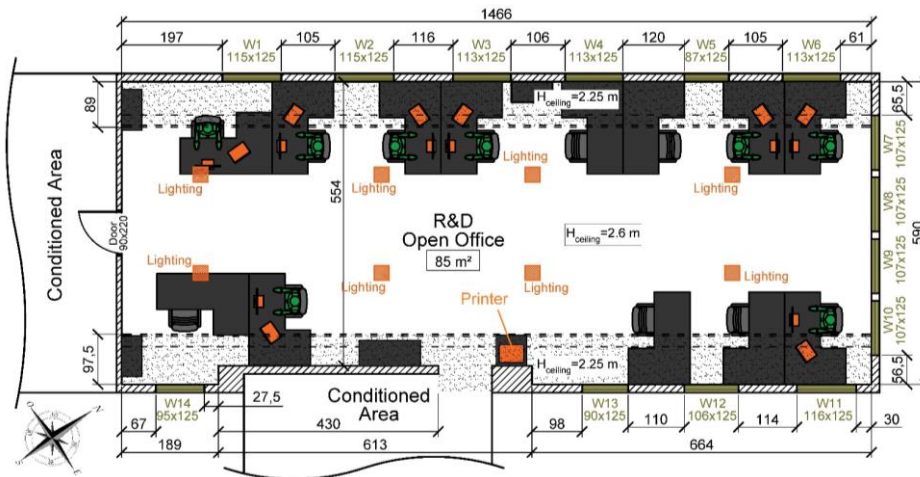 1466
197
W1
115x125
105
W2
115x125
116
W3
113x125
106
W4
113x125
120
W5
87x125
105
W6
113x125
61
89
H ceiling=2.25 m
65,5
Conditioned Area
Door
90x220
554
Lighting
Lighting
Lighting
Lighting
R&D
Open Office
85 m²
H ceiling=2.6 m
W7
107x125
W8
107x125
W9
107x125
W10
107x125
590
Lighting
Lighting
Lighting
Lighting
Printer
97,5
H ceiling=2.25 m
56,5
Conditioned
Area
67
W14
95x125
27,5
430
98
W13
90x125
110
W12
106x125
114
W11
116x125
30
189
613
664
O
N
S
E